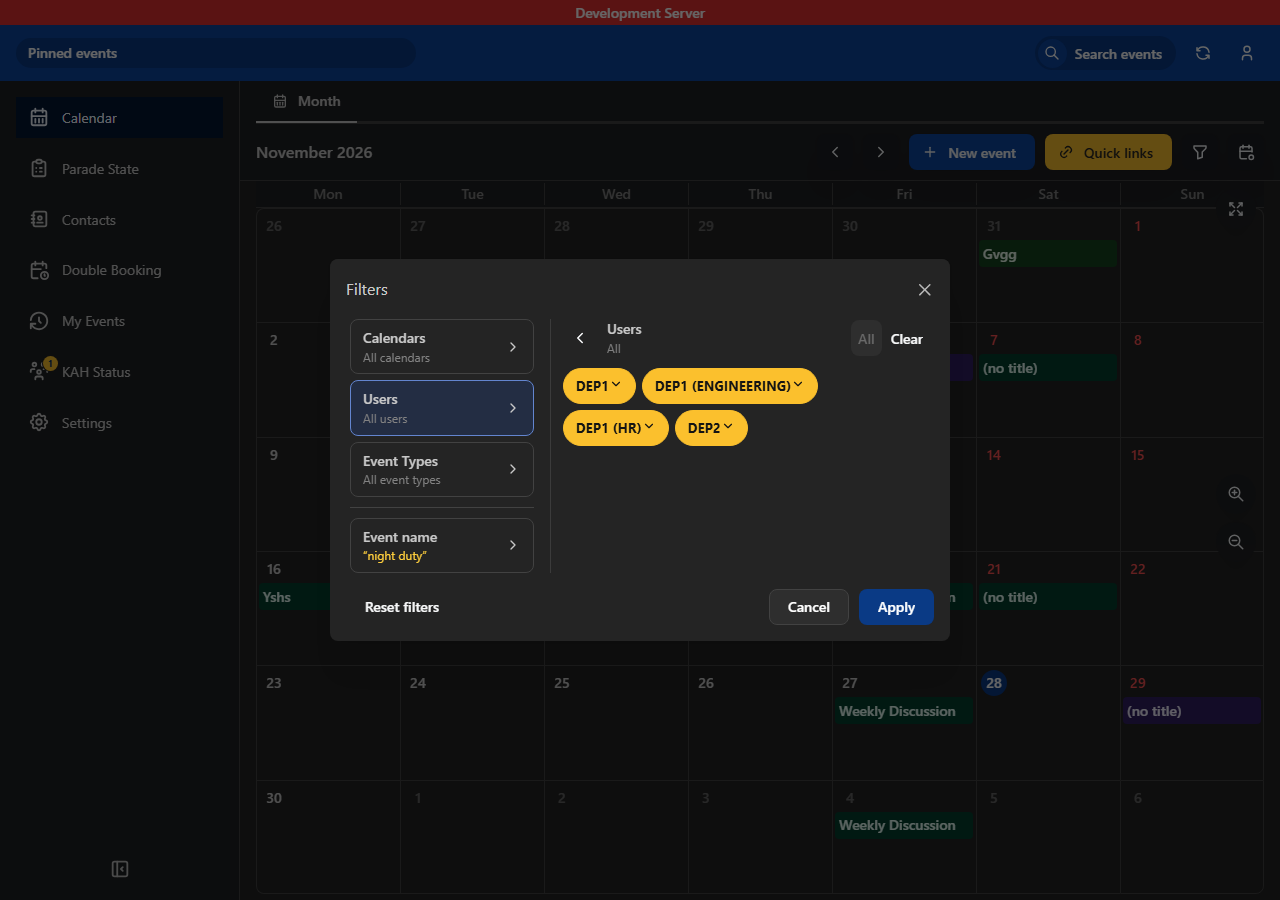 Development Server
Pinned events
Search events
Calendar
Parade State
Contacts
Double Booking
My Events
1
KAH Status
Settings
Month
November 2026
New event
Quick links
Mon Tue Wed Thu Fri Sat Sun
26 27 28 29 30 31 1
Gvgg
2 7 8
(no title)
9 14 15
16 21 22
Yshs
(no title)
23 24 25 26 27 28 29
Weekly Discussion
(no title)
30 1 2 3 4 5 6
Weekly Discussion
Filters
Calendars
All calendars
Users
All users
Event Types
All event types
Event name
“night duty”
Users
All
All
Clear
DEP1
DEP1 (ENGINEERING)
DEP1 (HR)
DEP2
Reset filters
Cancel
Apply